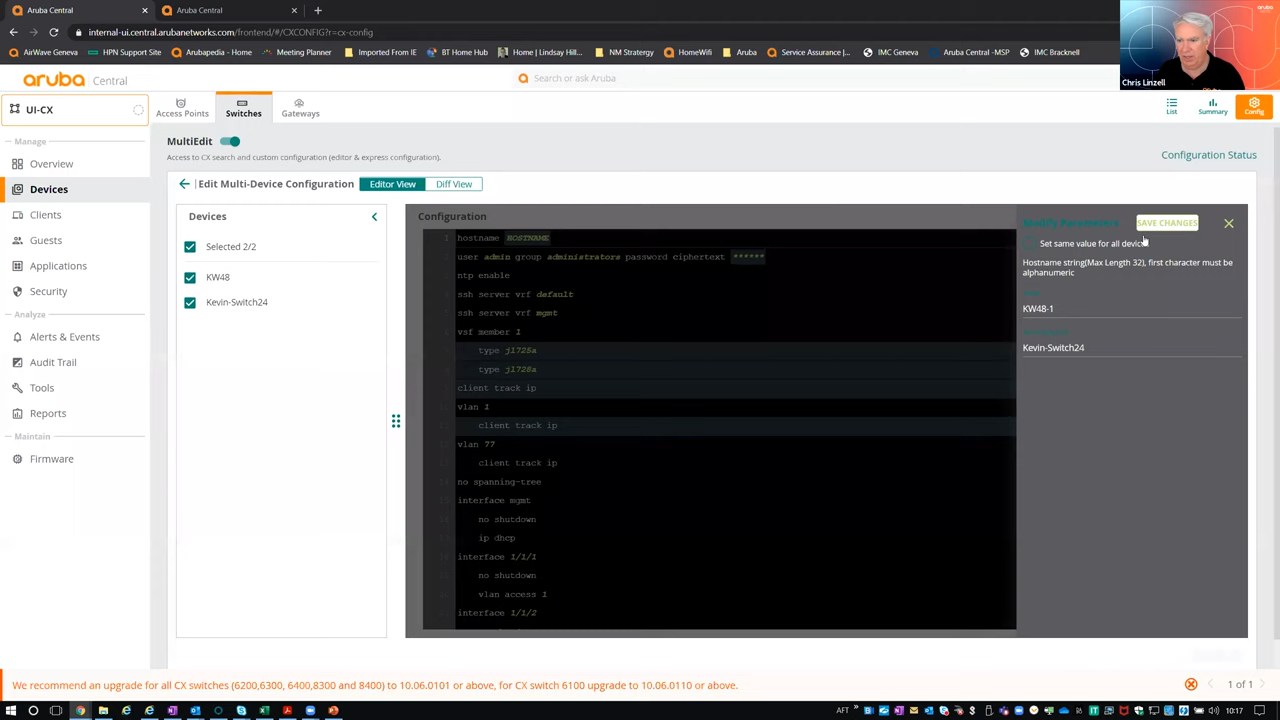 Aruba Central
Aruba Central
internal-ui.central.arubanetworks.com/frontend/#/CXCONFIG?r=cx-config
AirWave Geneva
HPN Support Site
Arubapedia - Home
MeetingPlace
Imported From IE
BT Home Hub
Home | Lindsay Hill...
NM Stratergy
HomeWifi
Aruba
Service Assurance |...
IMC Geneva
Aruba Central -MSP
IMC Bracknell
Chris Linzell
aruba
aruba Central
Search or ask Aruba
UI-CX
Access Points
Switches
Gateways
List
Summary
Config
Manage
Overview
Devices
Clients
Guests
Applications
Security
Analyze
Alerts & Events
Audit Trail
Tools
Reports
Maintain
Firmware
MultiEdit
Access to CX search and custom configuration (editor & express configuration).
Configuration Status
Edit Multi-Device Configuration
Editor View
Diff View
Devices
Selected 2/2
KW48
Kevin-Switch24
Configuration
1 hostname HOSTNAME
user admin group administrators password ciphertext ******
ntp enable
ssh server vrf default
ssh server vrf mgmt
vsf member 1
type jl725a
type jl726a
client track ip
vlan 1
client track ip
vlan 77
client track ip
no spanning-tree
interface mgmt
no shutdown
ip dhcp
interface 1/1/1
no shutdown
vlan access 1
interface 1/1/2
Modify Parameters
SAVE CHANGES
Set same value for all devices
Hostname string(Max Length 32), first character must be
alphanumeric
KW48-1
Kevin-Switch24
We recommend an upgrade for all CX switches (6200,6300, 6400,8300 and 8400) to 10.06.0101 or above, for CX switch 6100 upgrade to 10.06.0110 or above.
1 of 1
AFT
10:17